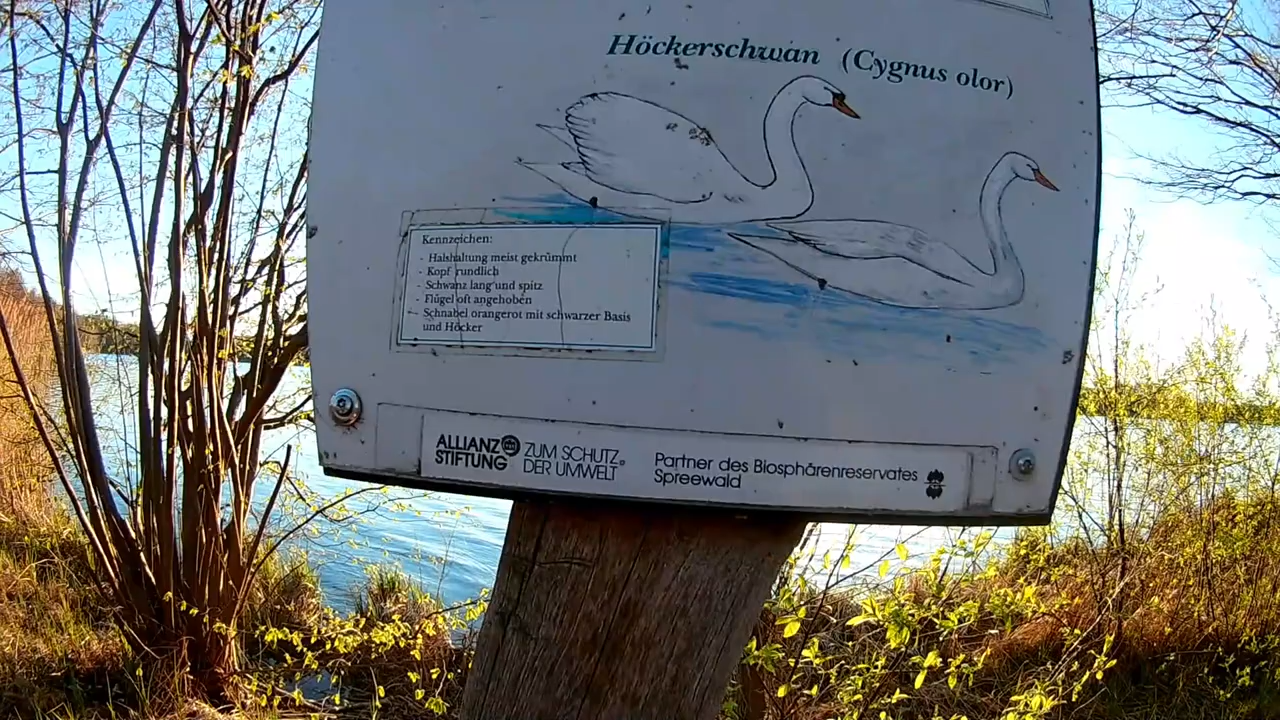 Höckerschwan (Cygnus olor)
Kennzeichen:
- Halshaltung meist gekrümmt
- Kopf rundlich
- Schwanz lang und spitz
- Flügel oft angehoben
- Schnabel orangerot mit schwarzer Basis
und Höcker
ALLIANZ
STIFTUNG
ZUM SCHUTZ
DER UMWELT
Partner des Biosphärenreservates
Spreewald